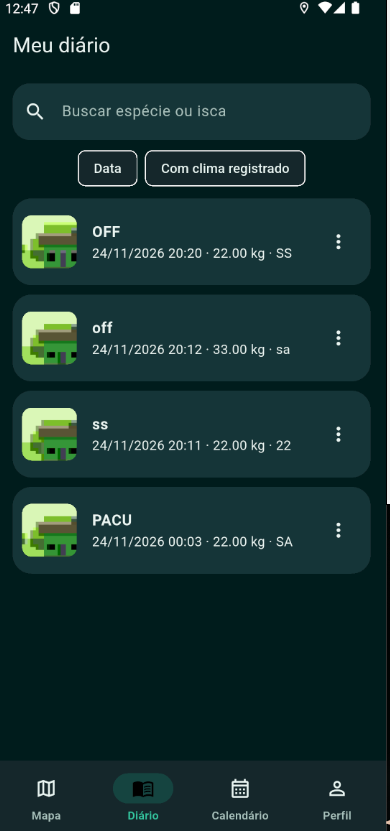 12:47
Meu diário
Buscar espécie ou isca
Data
Com clima registrado
OFF
24/11/2026 20:20 · 22.00 kg · SS
off
24/11/2026 20:12 · 33.00 kg · sa
ss
24/11/2026 20:11 · 22.00 kg · 22
PACU
24/11/2026 00:03 · 22.00 kg · SA
Mapa
Diário
Calendário
Perfil